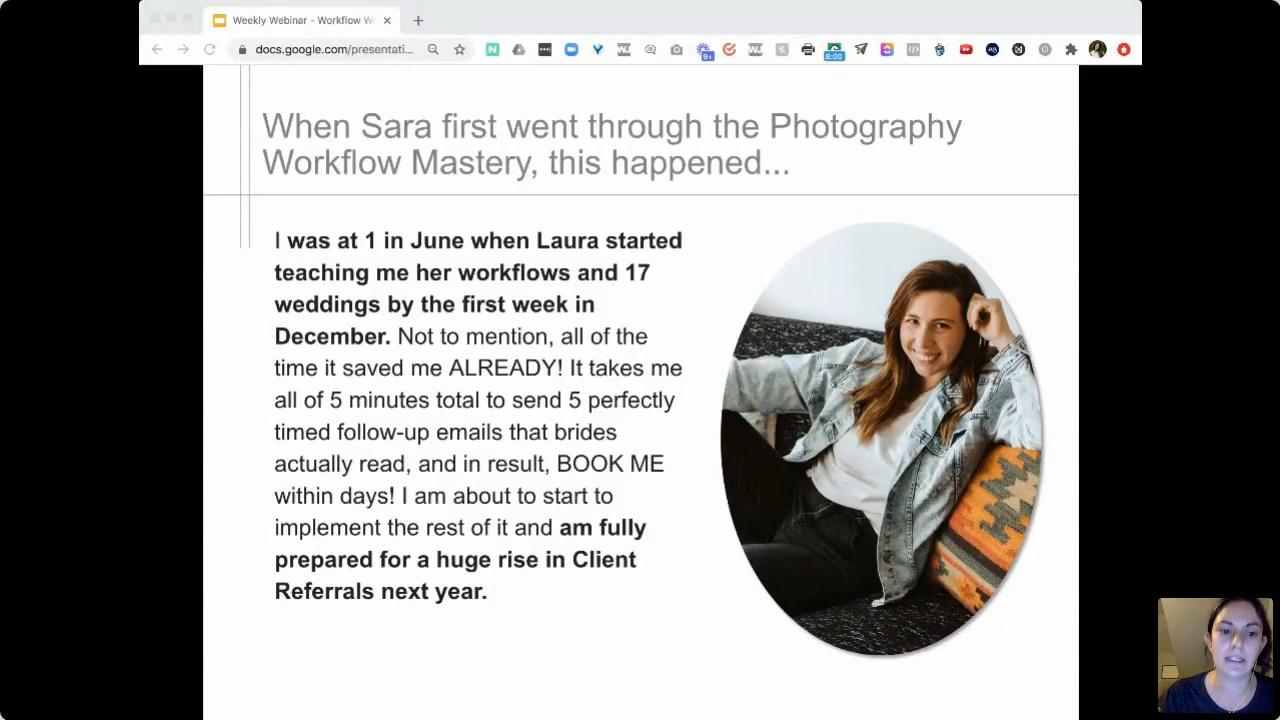 Weekly Webinar - Workflow W
docs.google.com/presentati...
9+
8:00
When Sara first went through the Photography
Workflow Mastery, this happened...
I was at 1 in June when Laura started
teaching me her workflows and 17
weddings by the first week in
December. Not to mention, all of the
time it saved me ALREADY! It takes me
all of 5 minutes total to send 5 perfectly
timed follow-up emails that brides
actually read, and in result, BOOK ME
within days! I am about to start to
implement the rest of it and am fully
prepared for a huge rise in Client
Referrals next year.